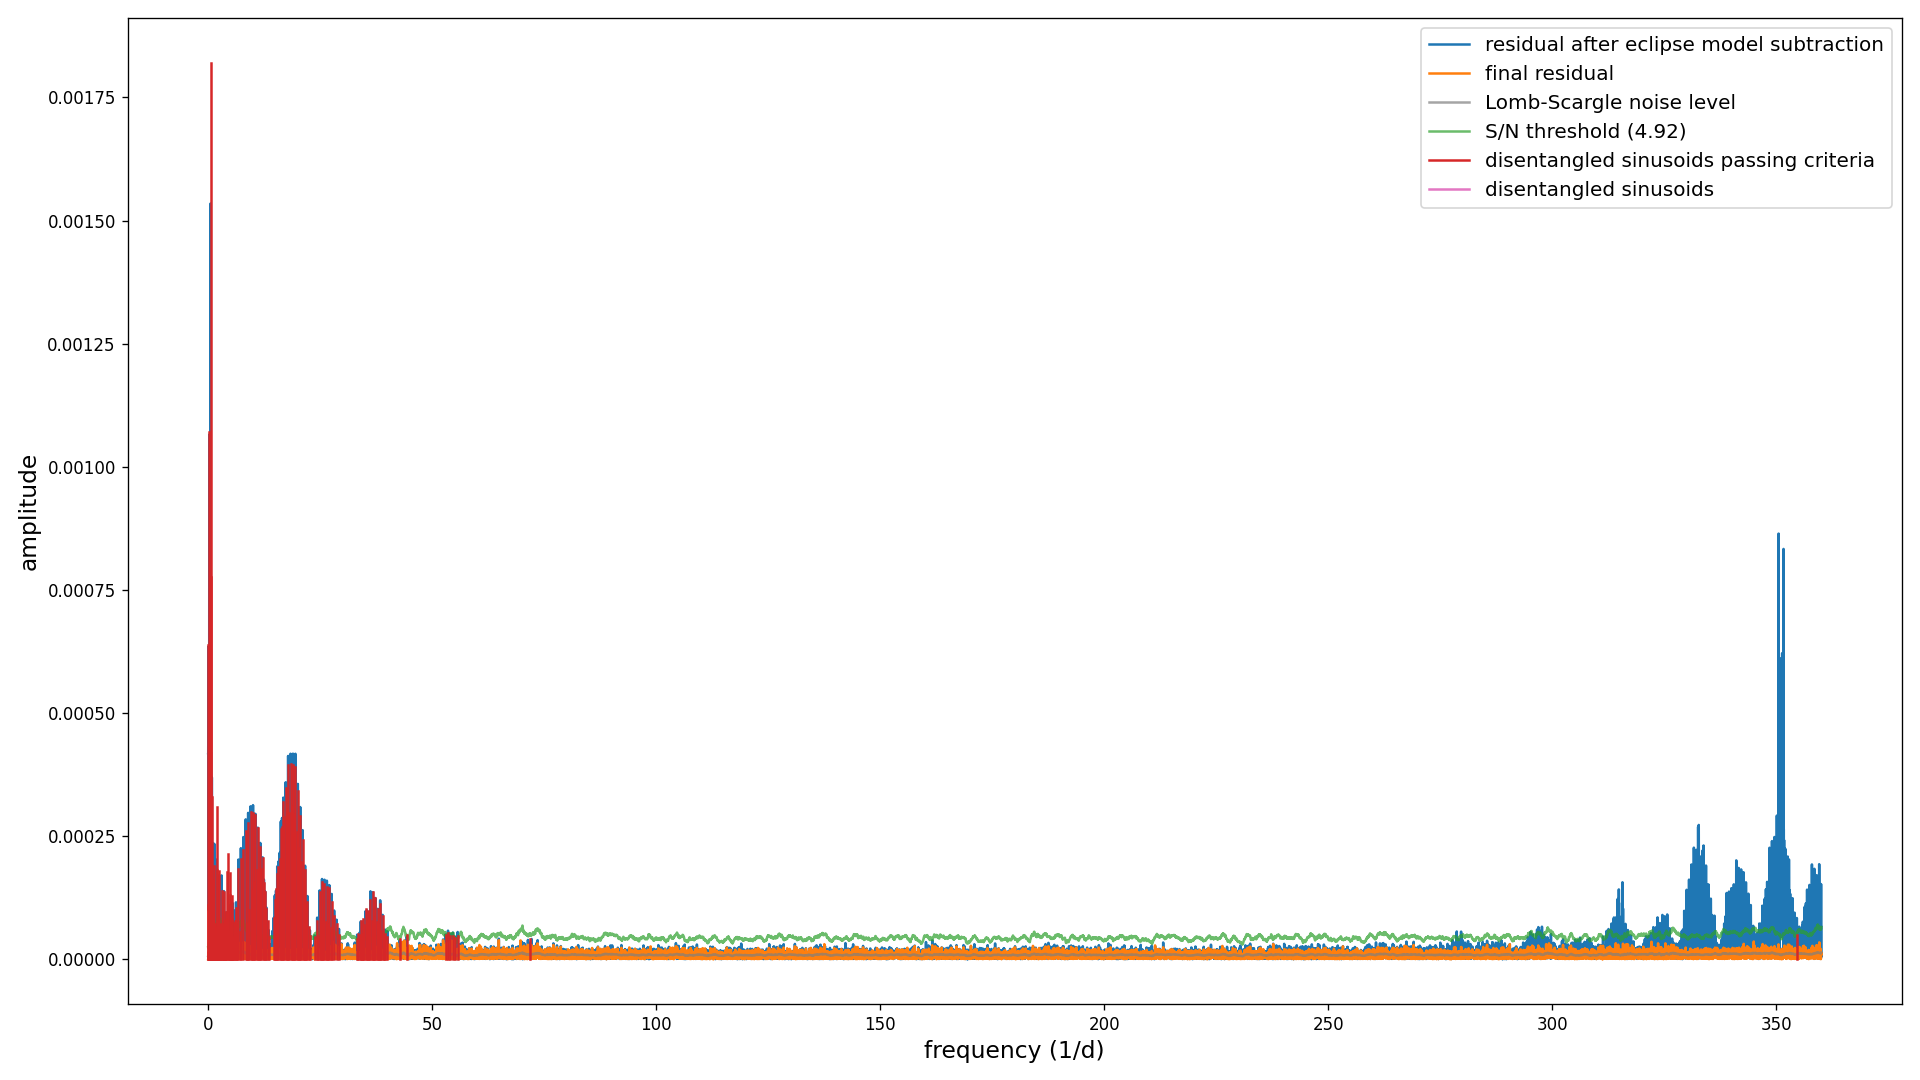 residual after eclipse model subtraction
final residual
Lomb-Scargle noise level
S/N threshold (4.92)
disentangled sinusoids passing criteria
disentangled sinusoids
amplitude
0.00175
0.00150
0.00125
0.00100
0.00075
0.00050
0.00025
0.00000
0 50 100 150 200 250 300 350
frequency (1/d)